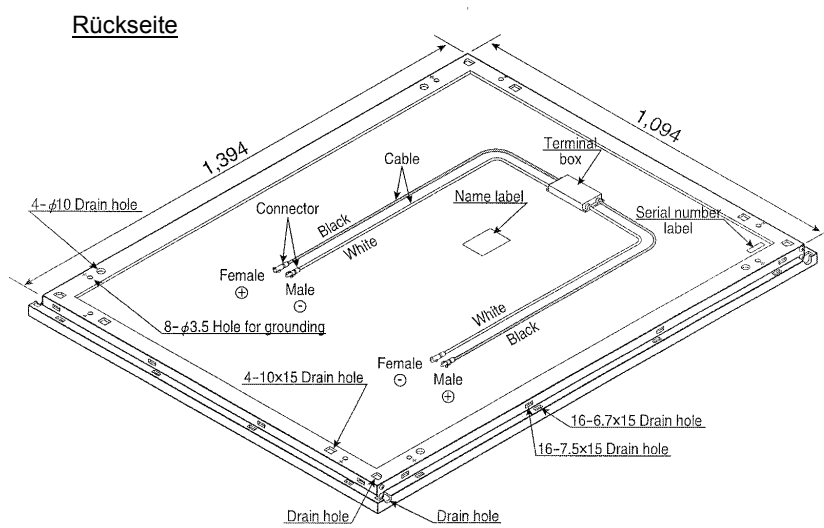 Rückseite
1,394
1,094
Terminal
box
Cable
4-ϕ10 Drain hole
Connector
Black
White
Name label
Serial number
label
Female
⊕
Male
⊖
8-ϕ3.5 Hole for grounding
White
Black
Female
⊖
Male
⊕
4-10×15 Drain hole
16-6.7×15 Drain hole
16-7.5×15 Drain hole
Drain hole
Drain hole